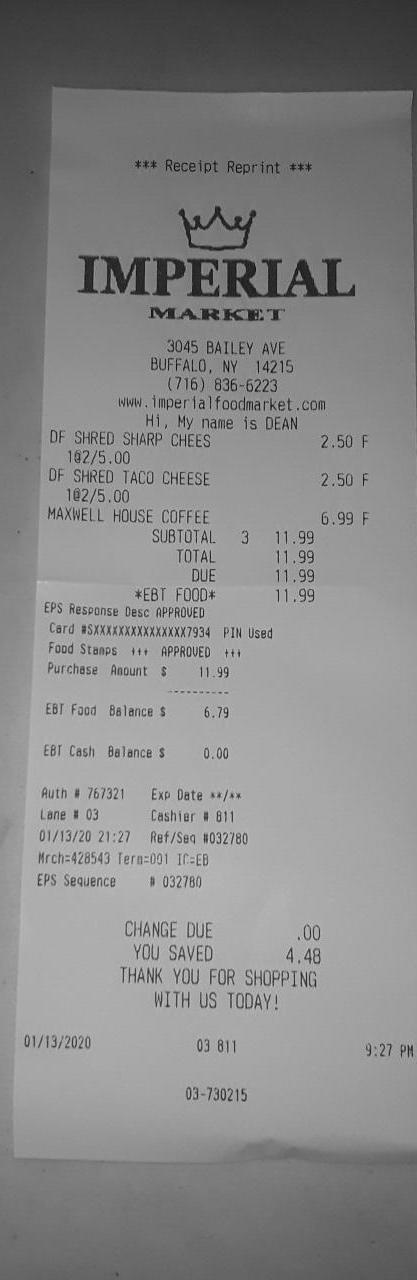 *** Receipt Reprint ***
IMPERIAL
MARKET
3045 BAILEY AVE
BUFFALO, NY 14215
(716) 836-6223
www.imperialfoodmarket.com
Hi, My name is DEAN
DF SHRED SHARP CHEES 2.50 F
1@2/5.00
DF SHRED TACO CHEESE 2.50 F
1@2/5.00
MAXWELL HOUSE COFFEE 6.99 F
SUBTOTAL 3 11.99
TOTAL 11.99
DUE 11.99
*EBT FOOD* 11.99
EPS Response Desc APPROVED
Card #SXXXXXXXXXXXXXXX7934 PIN Used
Food Stamps +++ APPROVED +++
Purchase Amount $ 11.99
----------
EBT Food Balance $ 6.79
EBT Cash Balance $ 0.00
Auth # 767321 Exp Date **/**
Lane # 03 Cashier # 811
01/13/20 21:27 Ref/Seq #032780
Mrch=428543 Term=001 IC=EB
EPS Sequence # 032780
CHANGE DUE .00
YOU SAVED 4.48
THANK YOU FOR SHOPPING
WITH US TODAY!
01/13/2020 03 811 9:27 PM
03-730215